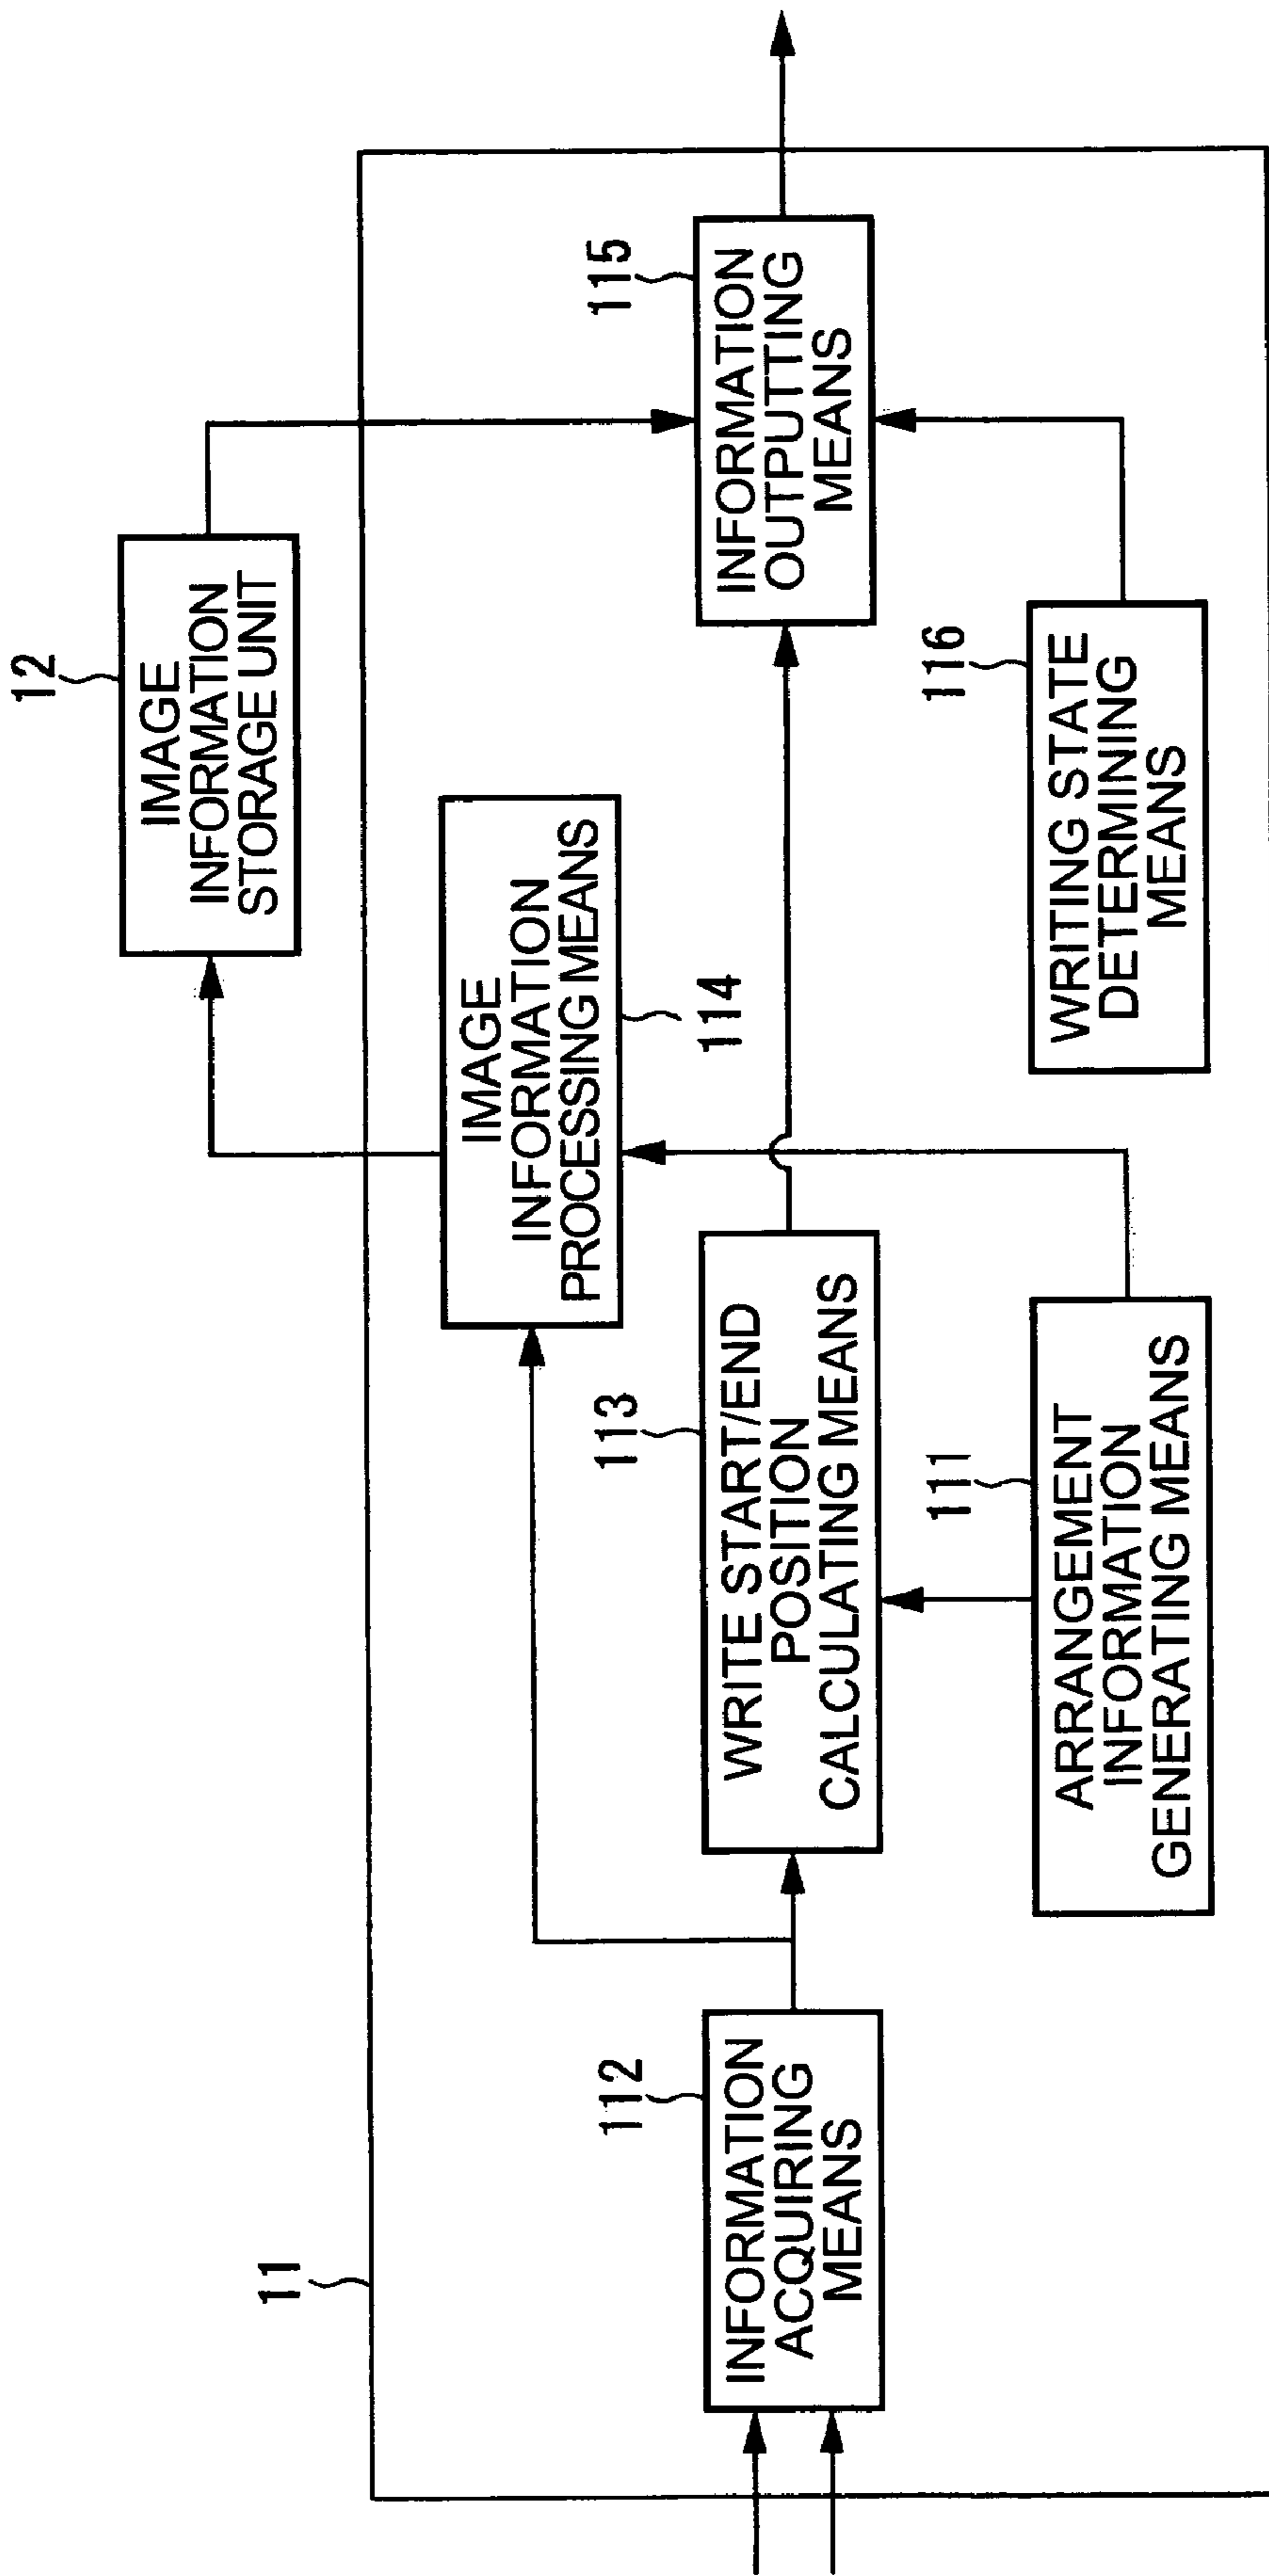 11
12
IMAGE
INFORMATION
STORAGE UNIT
112
INFORMATION
ACQUIRING
MEANS
113
WRITE START/END
POSITION
CALCULATING MEANS
IMAGE
INFORMATION
PROCESSING MEANS
114
115
INFORMATION
OUTPUTTING
MEANS
111
ARRANGEMENT
INFORMATION
GENERATING MEANS
116
WRITING STATE
DETERMINING
MEANS